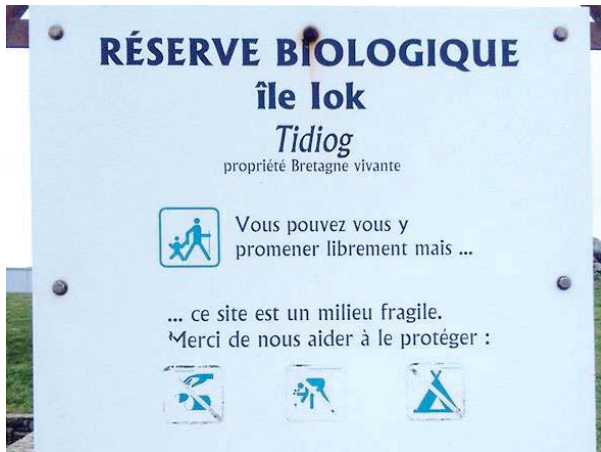 RÉSERVE BIOLOGIQUE
île Iok
Tidiog
propriété Bretagne vivante
Vous pouvez vous y
promener librement mais ...
... ce site est un milieu fragile.
Merci de nous aider à le protéger :